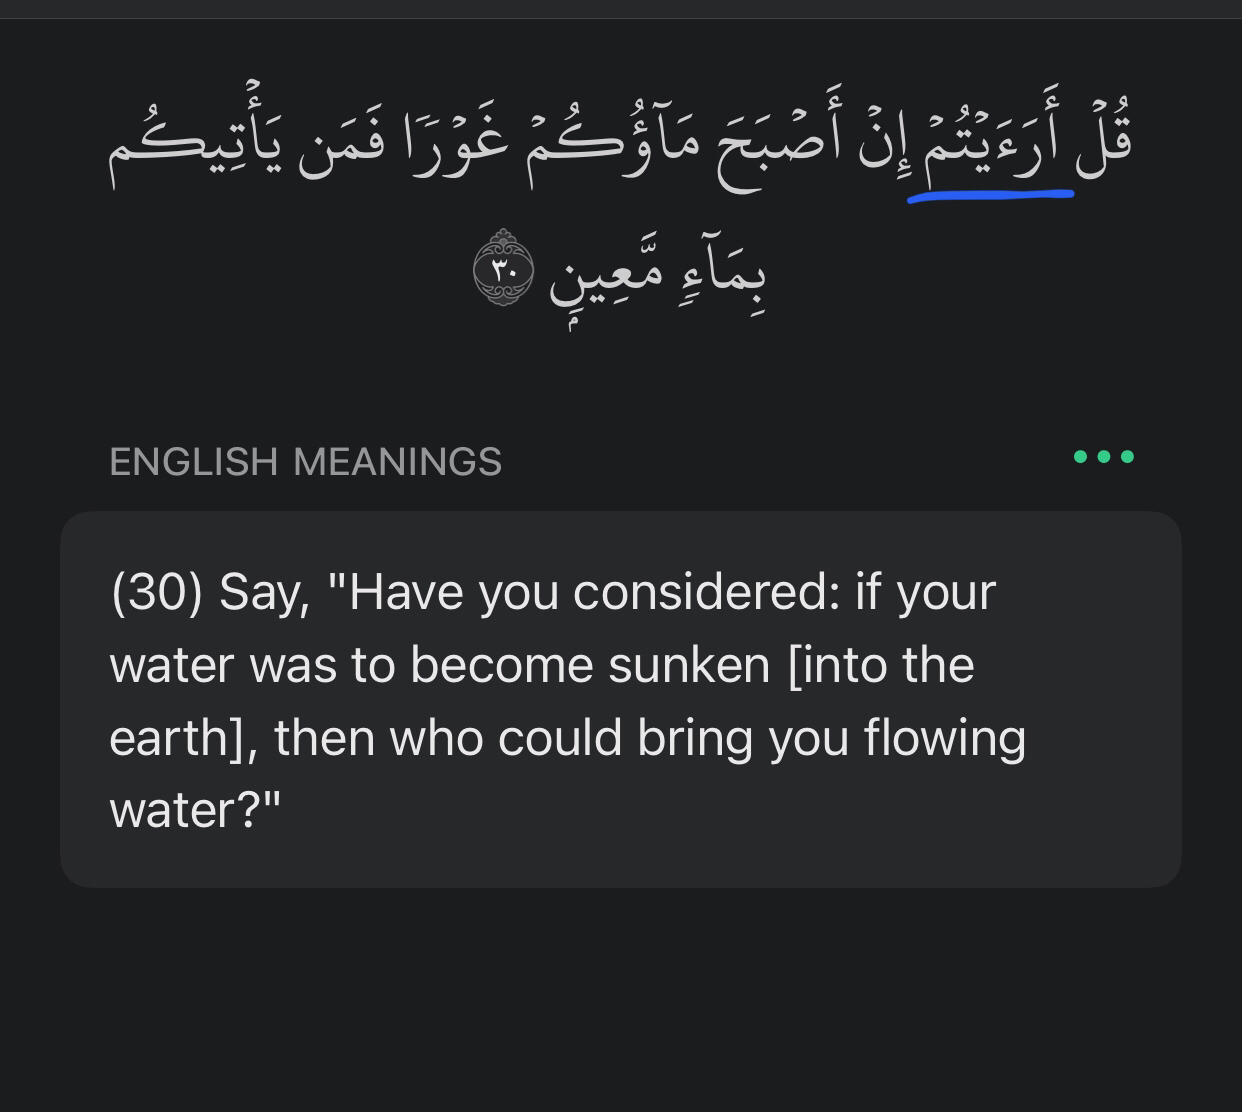 قُلۡ أَرَءَيۡتُمۡ إِنۡ أَصۡبَحَ مَآؤُكُمۡ غَوۡرٗا فَمَن يَأۡتِيكُم
بِمَآءٖ مَّعِينِۭ ٣٠
ENGLISH MEANINGS
(30) Say, "Have you considered: if your
water was to become sunken [into the
earth], then who could bring you flowing
water?"